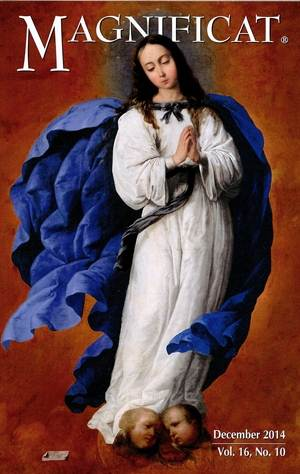 MAGNIFICAT®
December 2014
Vol. 16, No. 10